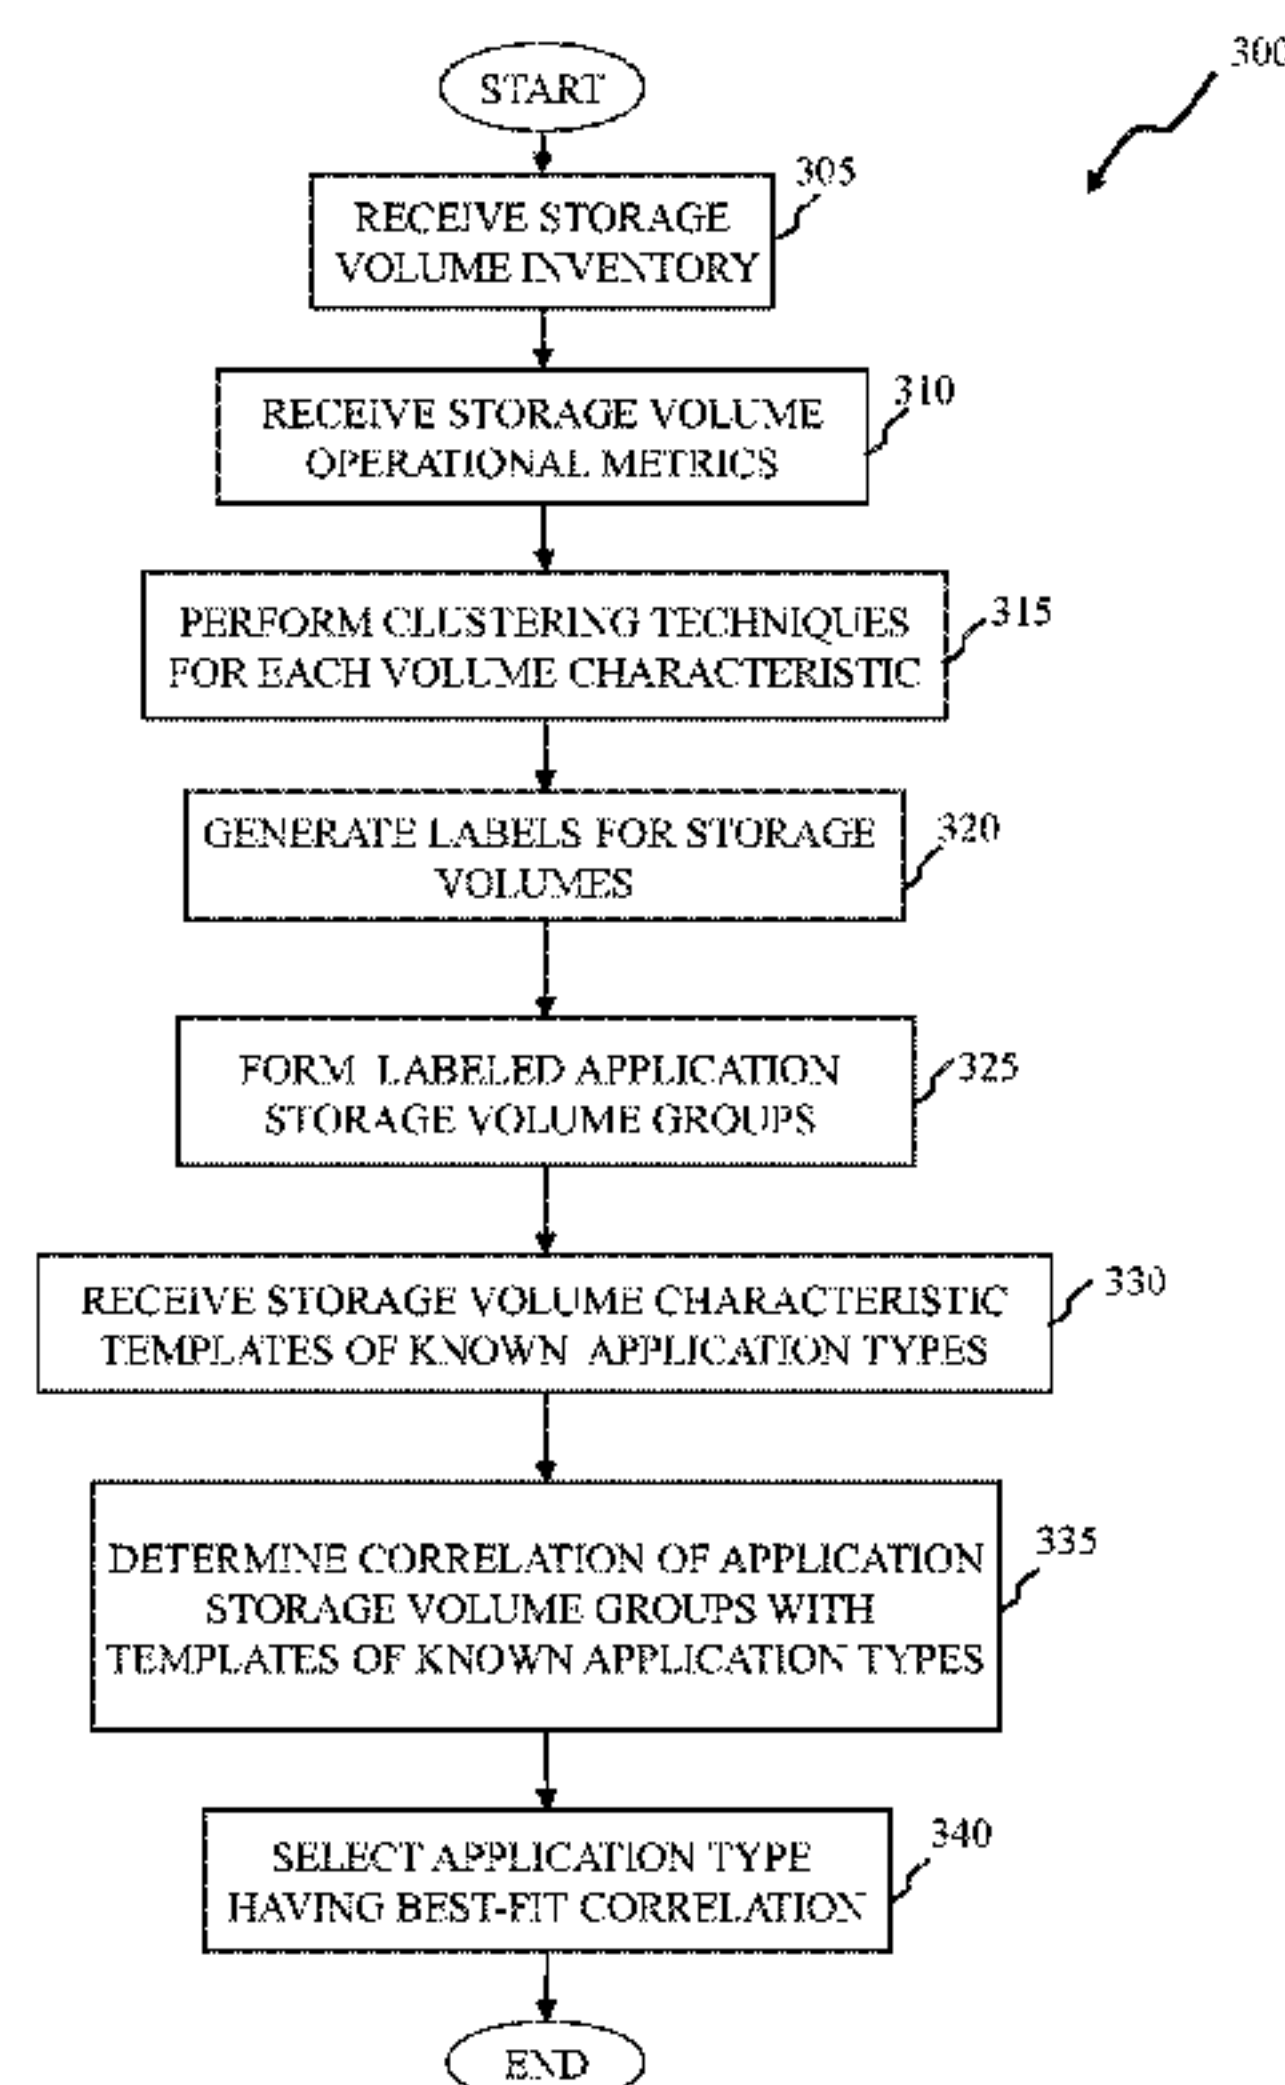 300
START
305
RECEIVE STORAGE
VOLUME INVENTORY
310
RECEIVE STORAGE VOLUME
OPERATIONAL METRICS
315
PERFORM CLUSTERING TECHNIQUES
FOR EACH VOLUME CHARACTERISTIC
320
GENERATE LABELS FOR STORAGE
VOLUMES
325
FORM LABELED APPLICATION
STORAGE VOLUME GROUPS
330
RECEIVE STORAGE VOLUME CHARACTERISTIC
TEMPLATES OF KNOWN APPLICATION TYPES
335
DETERMINE CORRELATION OF APPLICATION
STORAGE VOLUME GROUPS WITH
TEMPLATES OF KNOWN APPLICATION TYPES
340
SELECT APPLICATION TYPE
HAVING BEST-FIT CORRELATION
END